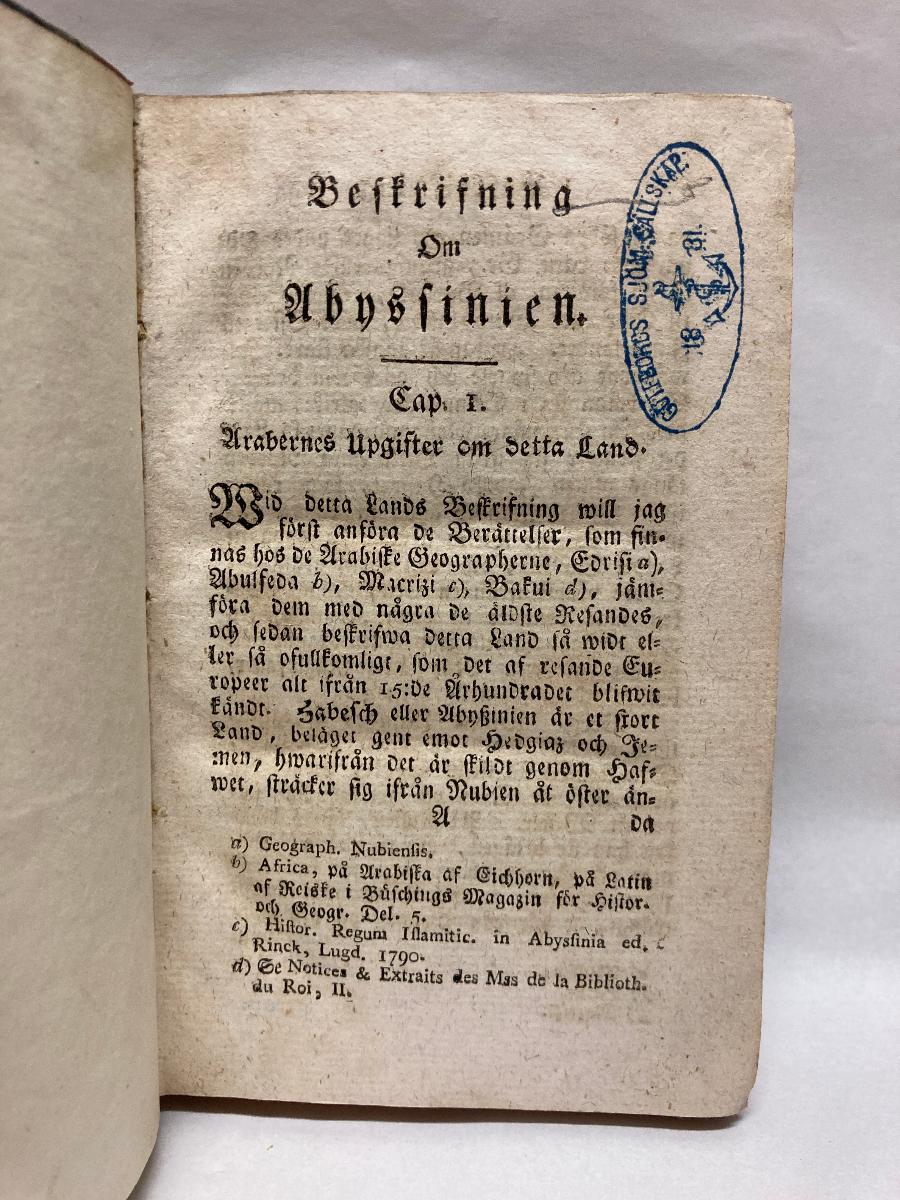 Beskrifning
Om
Abyssinien.
Cap. 1.
Arabernes Upgifter om detta Land.
Wid detta Lands Beskrifning will jag
först anföra de Berättelser, som fin-
nas hos de Arabiske Geographerne, Edrisi a),
Abulfeda b), Macrizi c), Bakui d), jäm-
föra dem med några de äldste Resandes,
och sedan beskrifwa detta Land så widt el-
ler så ofullkomligt, som det af resande Eu-
ropeer alt ifrån 15:de Århundradet blifwit
kändt. Habesch eller Abyßinien är et stort
Land, beläget gent emot Hedgiaz och Je-
men, hwarifrån det är skildt genom Haf-
wet, sträcker sig ifrån Nubien åt öster än-
A da
a) Geograph. Nubiensis.
b) Africa, på Arabiska af Eichhorn, på Latin
af Reiske i Büschings Magazin för Histor.
och Geogr. Del. 5.
c) Histor. Regum Islamitic. in Abyssinia ed.
Rinck, Lugd. 1790.
d) Se Notices & Extraits des Mss de la Biblioth.
du Roi, II.
GÖTEBORGS SJÖM. SÄLLSKAP.
18 81.